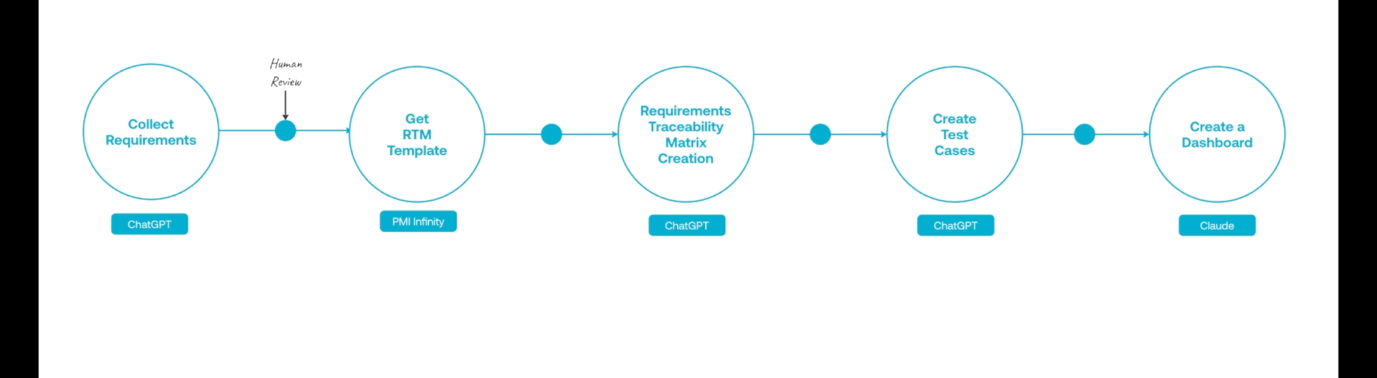 Human
Review
Collect
Requirements
Get
RTM
Template
Requirements
Traceability
Matrix
Creation
Create
Test
Cases
Create a
Dashboard
ChatGPT
PMI Infinity
ChatGPT
ChatGPT
Claude